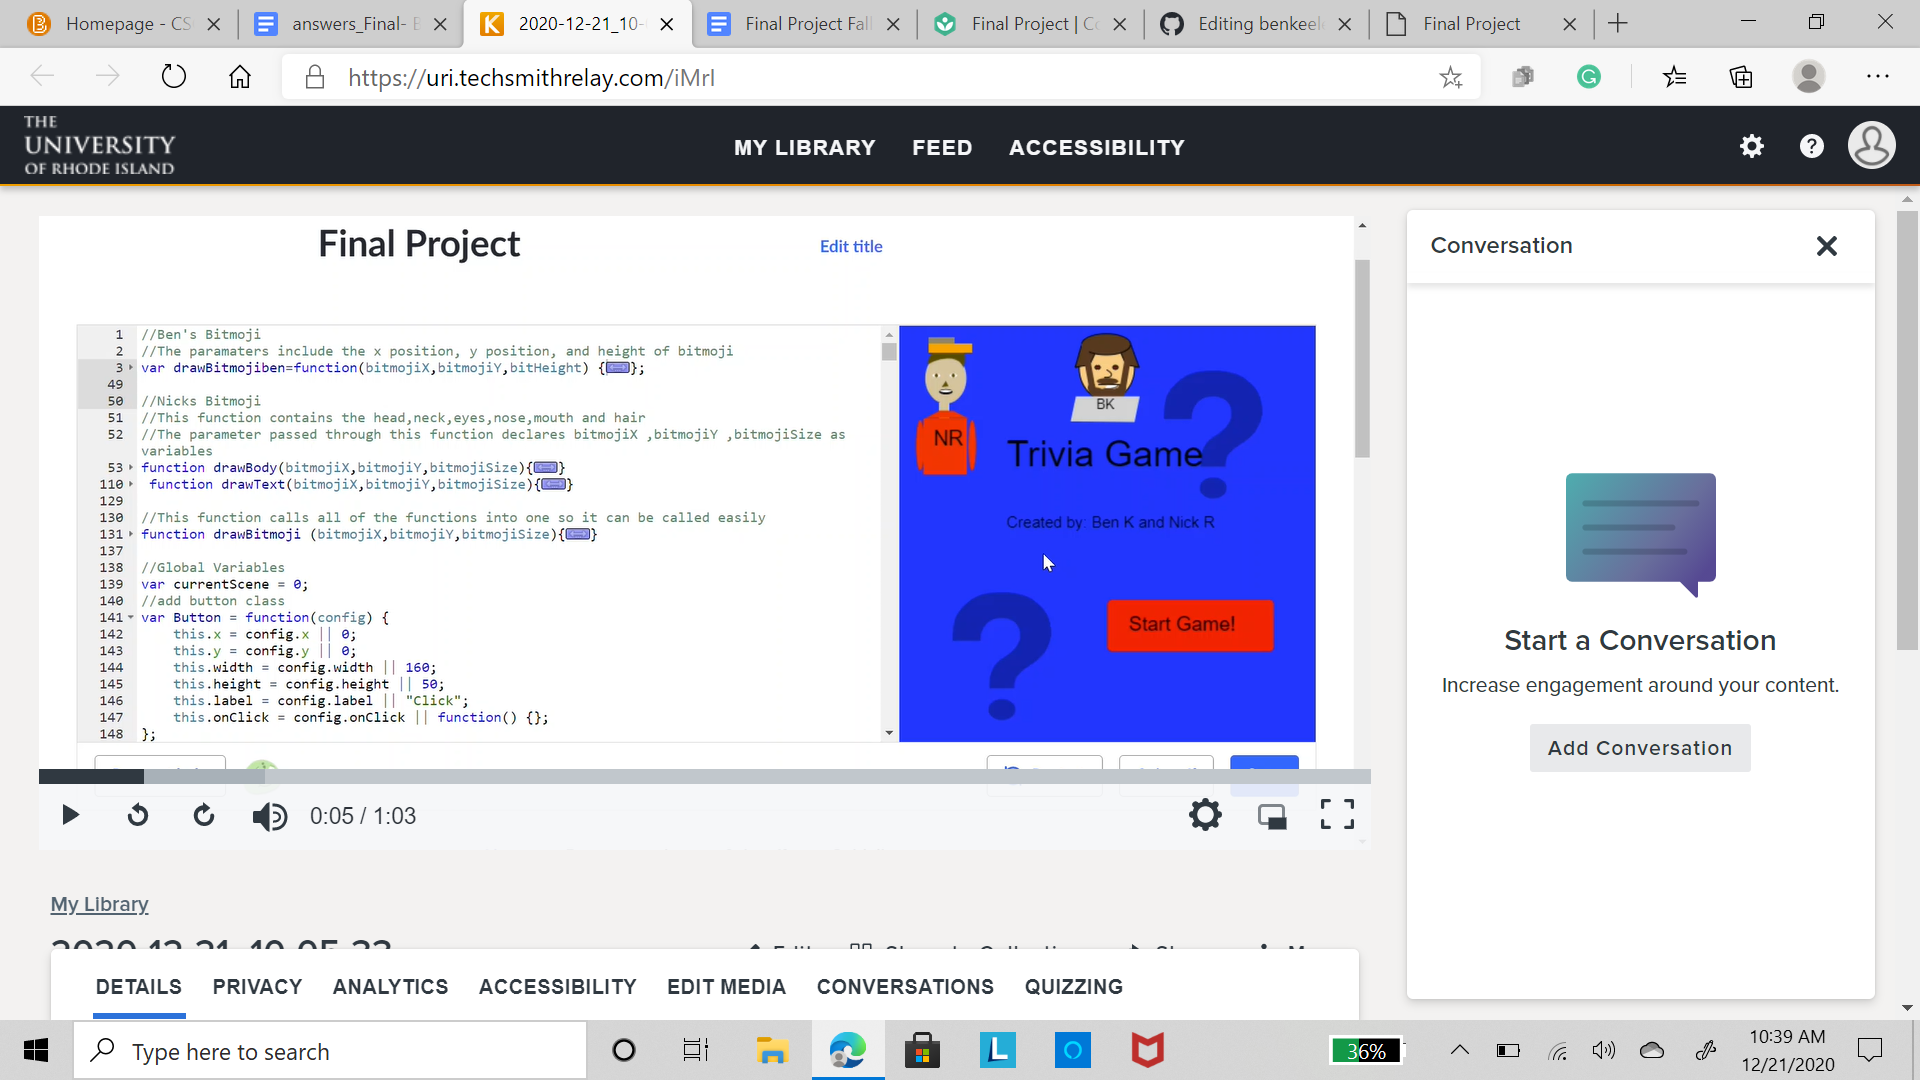 Homepage - CS
answers_Final- B
2020-12-21_10-
Final Project Fall
Final Project | Co
Editing benkeel
Final Project
https://uri.techsmithrelay.com/iMrI
THE
UNIVERSITY
OF RHODE ISLAND
MY LIBRARY
FEED
ACCESSIBILITY
Final Project
Edit title
1 //Ben's Bitmoji
2 //The paramaters include the x position, y position, and height of bitmoji
3 var drawBitmojiben=function(bitmojiX,bitmojiY,bitHeight) {};
49
50 //Nicks Bitmoji
51 //This function contains the head,neck,eyes,nose,mouth and hair
52 //The parameter passed through this function declares bitmojiX ,bitmojiY ,bitmojiSize as
variables
53 function drawBody(bitmojiX,bitmojiY,bitmojiSize){}
110 function drawText(bitmojiX,bitmojiY,bitmojiSize){}
129
130 //This function calls all of the functions into one so it can be called easily
131 function drawBitmoji (bitmojiX,bitmojiY,bitmojiSize){}
137
138 //Global Variables
139 var currentScene = 0;
140 //add button class
141 var Button = function(config) {
142 this.x = config.x || 0;
143 this.y = config.y || 0;
144 this.width = config.width || 160;
145 this.height = config.height || 50;
146 this.label = config.label || "Click";
147 this.onClick = config.onClick || function() {};
148 };
NR
BK
?
Trivia Game
Created by: Ben K and Nick R
?
Start Game!
0:05 / 1:03
Conversation
Start a Conversation
Increase engagement around your content.
Add Conversation
My Library
2020-12-21_10-05-33
DETAILS
PRIVACY
ANALYTICS
ACCESSIBILITY
EDIT MEDIA
CONVERSATIONS
QUIZZING
Type here to search
L
36%
10:39 AM
12/21/2020